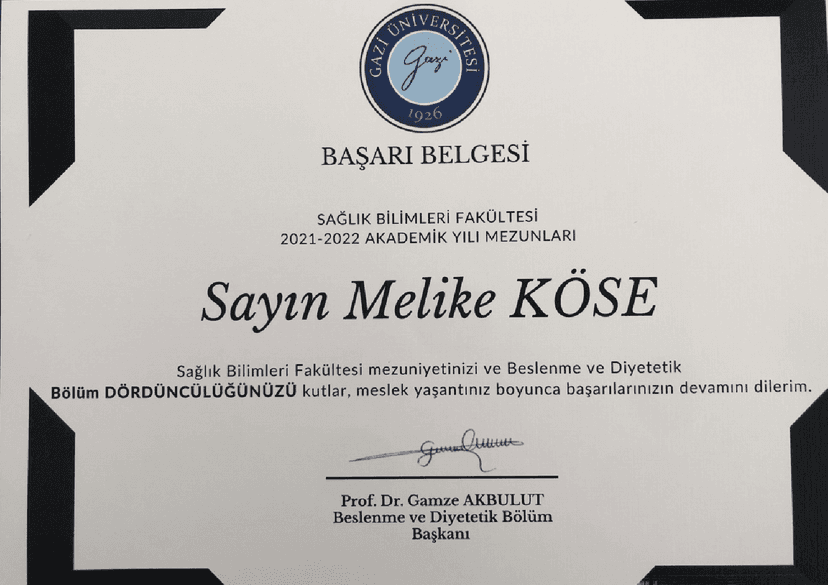 GAZİ ÜNİVERSİTESİ
Gazi
1926
BAŞARI BELGESİ
SAĞLIK BİLİMLERİ FAKÜLTESİ
2021-2022 AKADEMİK YILI MEZUNLARI
Sayın Melike KÖSE
Sağlık Bilimleri Fakültesi mezuniyetinizi ve Beslenme ve Diyetetik
Bölüm DÖRDÜNCÜLÜĞÜNÜZÜ kutlar, meslek yaşantınız boyunca başarılarınızın devamını dilerim.
Prof. Dr. Gamze AKBULUT
Beslenme ve Diyetetik Bölüm
Başkanı